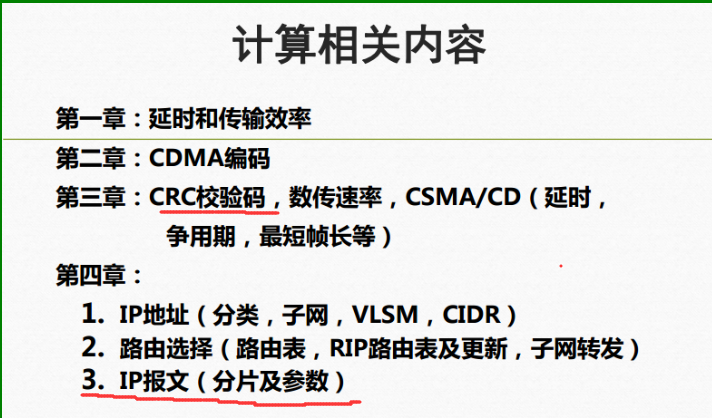 计算相关内容
第一章：延时和传输效率
第二章：CDMA编码
第三章：CRC校验码，数传速率，CSMA/CD（延时，
争用期，最短帧长等）
第四章：
1. IP地址（分类，子网，VLSM，CIDR）
2. 路由选择（路由表，RIP路由表及更新，子网转发）
3. IP报文（分片及参数）